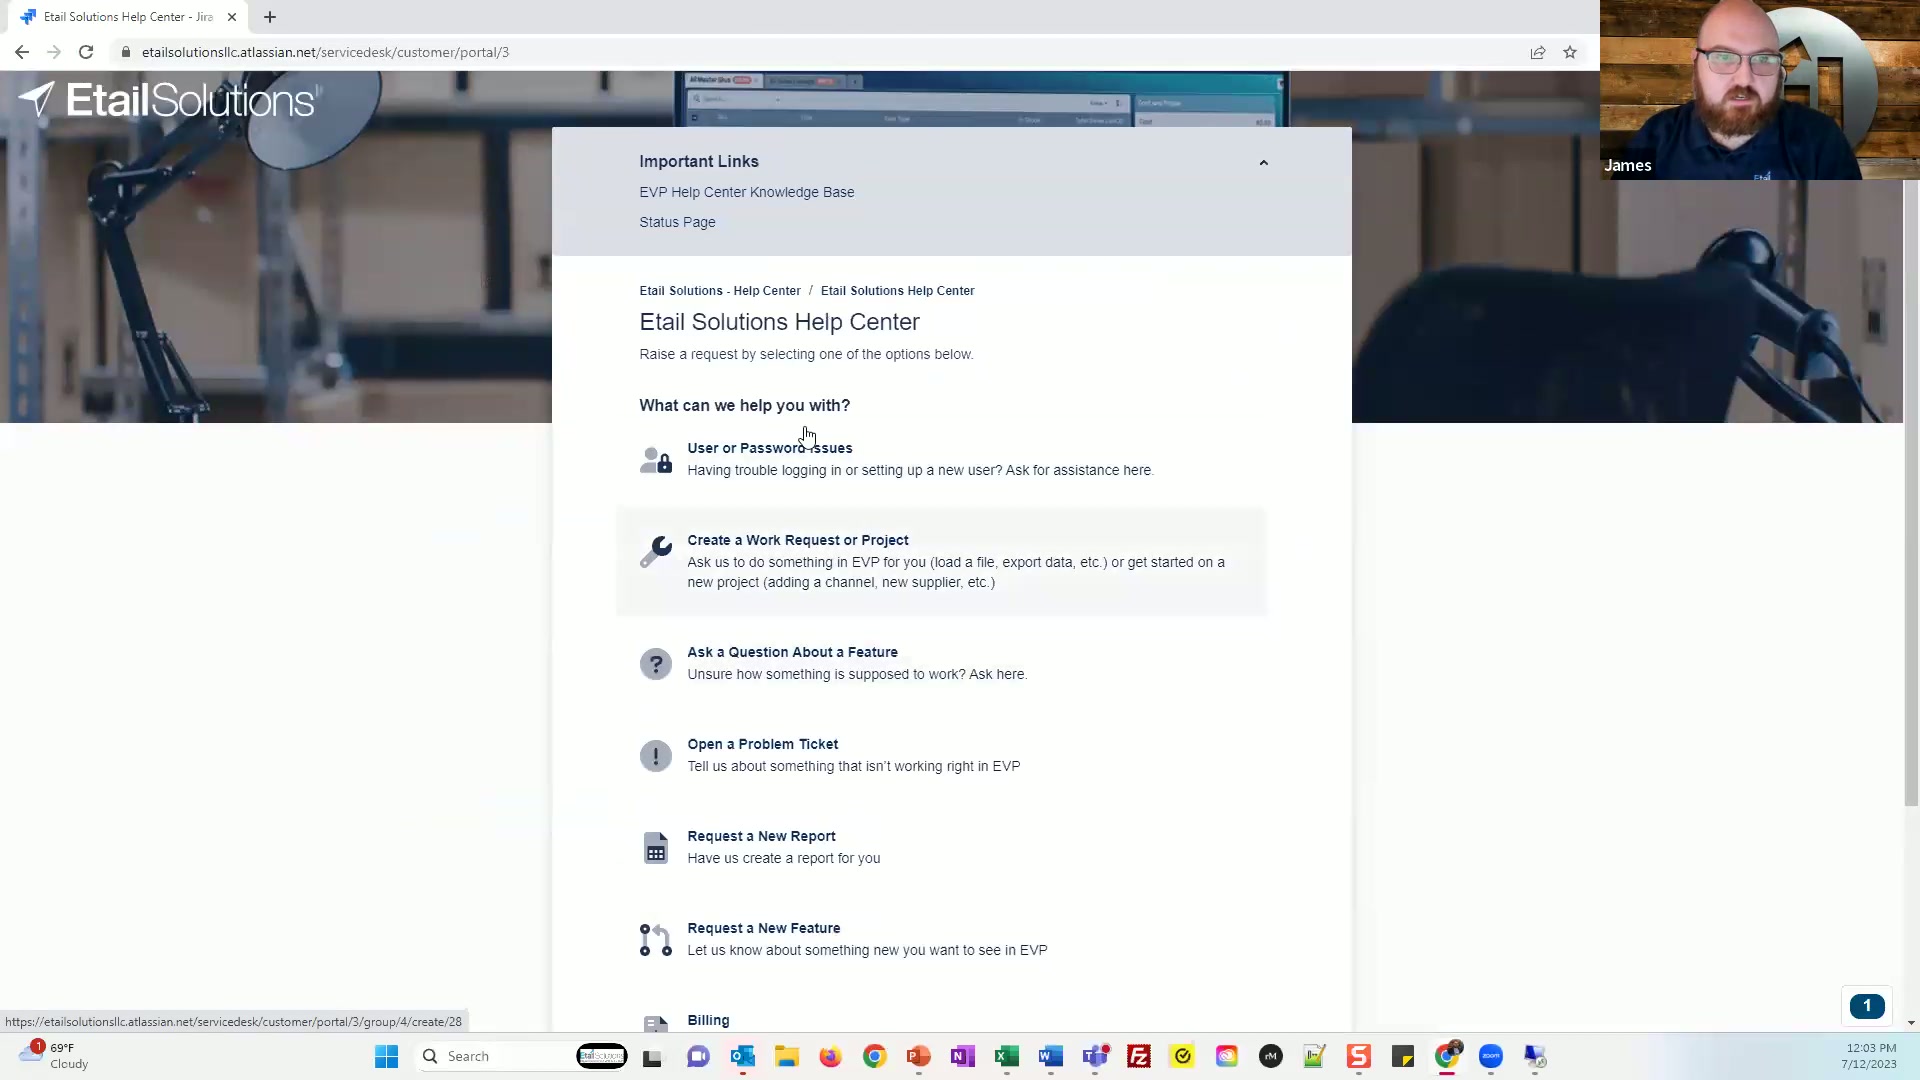 Etail Solutions Help Center - Jira
etailsolutionsllc.atlassian.net/servicedesk/customer/portal/3
EtailSolutions
James
Important Links
EVP Help Center Knowledge Base
Status Page
Etail Solutions - Help Center / Etail Solutions Help Center
Etail Solutions Help Center
Raise a request by selecting one of the options below.
What can we help you with?
User or Password Issues
Having trouble logging in or setting up a new user? Ask for assistance here.
Create a Work Request or Project
Ask us to do something in EVP for you (load a file, export data, etc.) or get started on a
new project (adding a channel, new supplier, etc.)
Ask a Question About a Feature
Unsure how something is supposed to work? Ask here.
Open a Problem Ticket
Tell us about something that isn't working right in EVP
Request a New Report
Have us create a report for you
Request a New Feature
Let us know about something new you want to see in EVP
Billing
1
https://etailsolutionsllc.atlassian.net/servicedesk/customer/portal/3/group/4/create/28
1
69°F
Cloudy
Search
EtailSolutions
rM
zoom
12:03 PM
7/12/2023